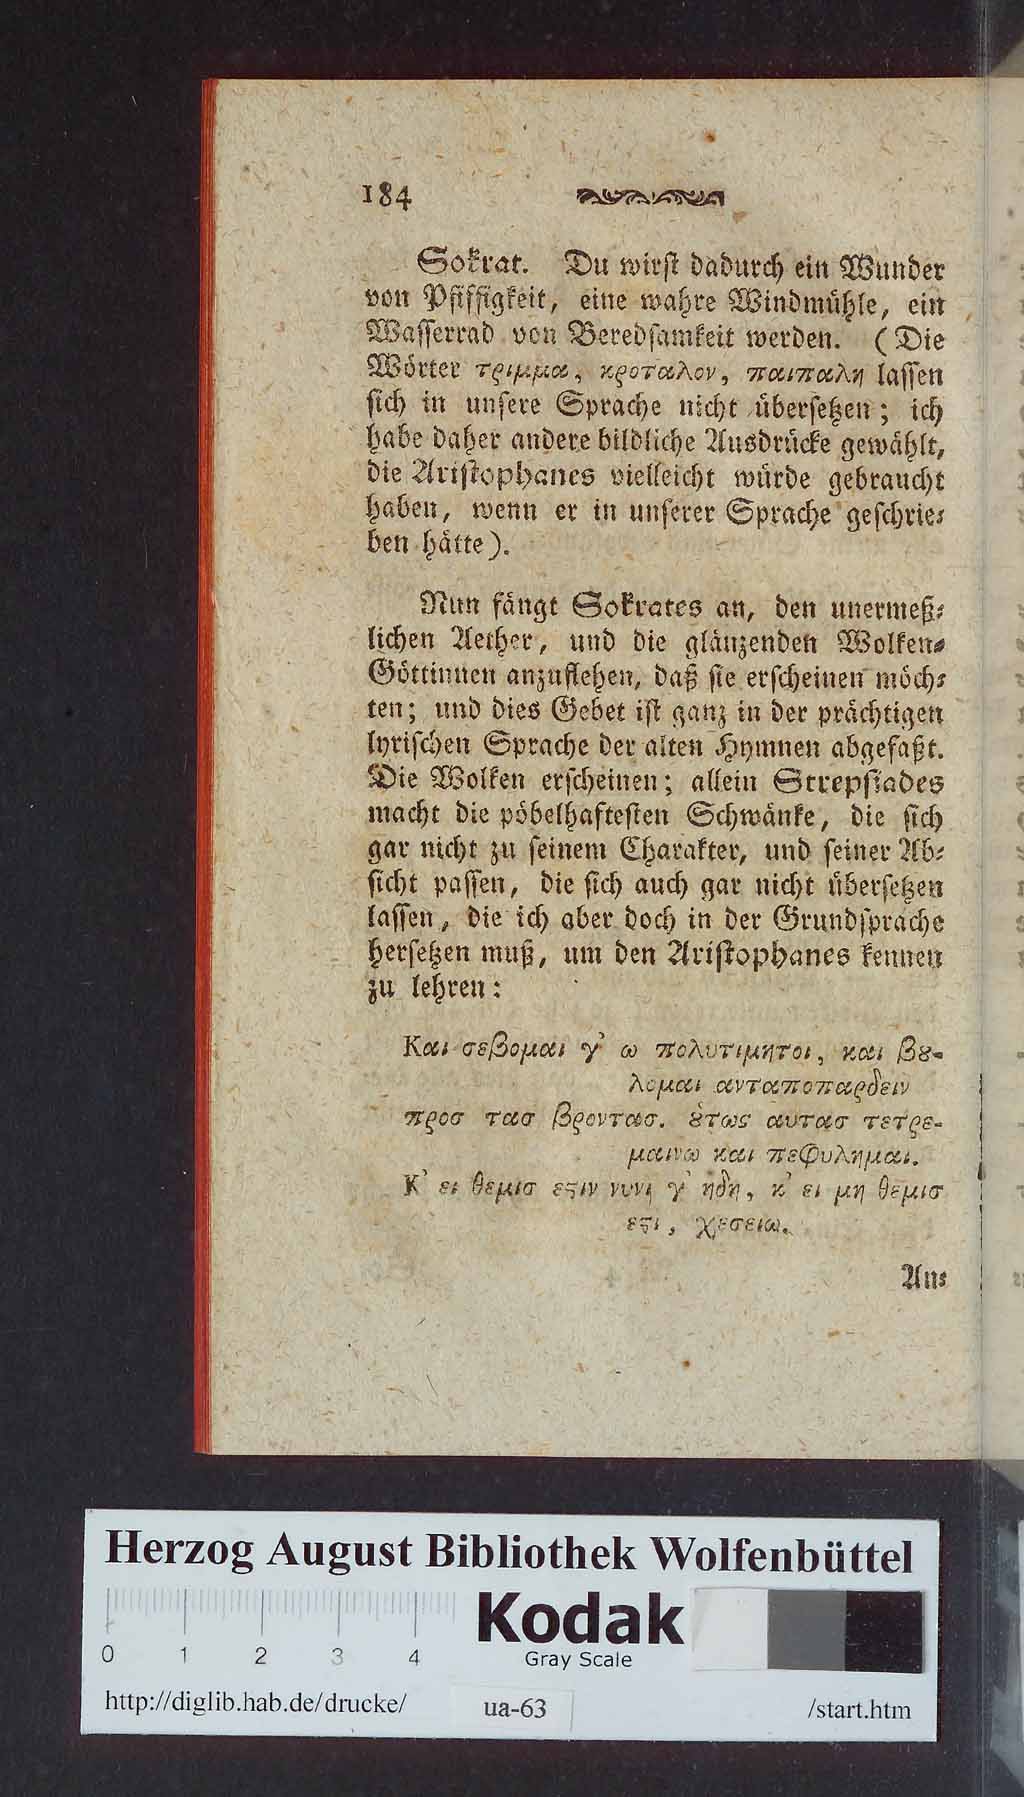 184
Sokrat. Du wirst dadurch ein Wunder
von Pfiffigkeit, eine wahre Windmühle, ein
Wasserrad von Beredsamkeit werden. (Die
Wörter τριμμα, κροταλον, παιπαλη lassen
sich in unsere Sprache nicht übersetzen; ich
habe daher andere bildliche Ausdrücke gewählt,
die Aristophanes vielleicht würde gebraucht
haben, wenn er in unserer Sprache geschrie-
ben hätte).
Nun fängt Sokrates an, den unermeß-
lichen Aether, und die glänzenden Wolken-
Göttinnen anzuflehen, daß sie erscheinen möch-
ten; und dies Gebet ist ganz in der prächtigen
lyrischen Sprache der alten Hymnen abgefaßt.
Die Wolken erscheinen; allein Strepsiades
macht die pöbelhaftesten Schwänke, die sich
gar nicht zu seinem Charakter, und seiner Ab-
sicht passen, die sich auch gar nicht übersetzen
lassen, die ich aber doch in der Grundsprache
hersetzen muß, um den Aristophanes kennen
zu lehren:
Και σεβομαι γ' ω πολυτιμητοι, και βȣ-
λομαι ανταποπαρδειν
προσ τασ βροντασ. ȣ̔τως αυτασ τετρε-
μαινω και πεφυλημαι.
Κ' ει θεμισ εϛιν νυνι γ' ηδη, κ' ει μη θεμισ
εϛι, χεσειω.
An-
Herzog August Bibliothek Wolfenbüttel
0 1 2 3 4
Kodak
Gray Scale
http://diglib.hab.de/drucke/ ua-63 /start.htm